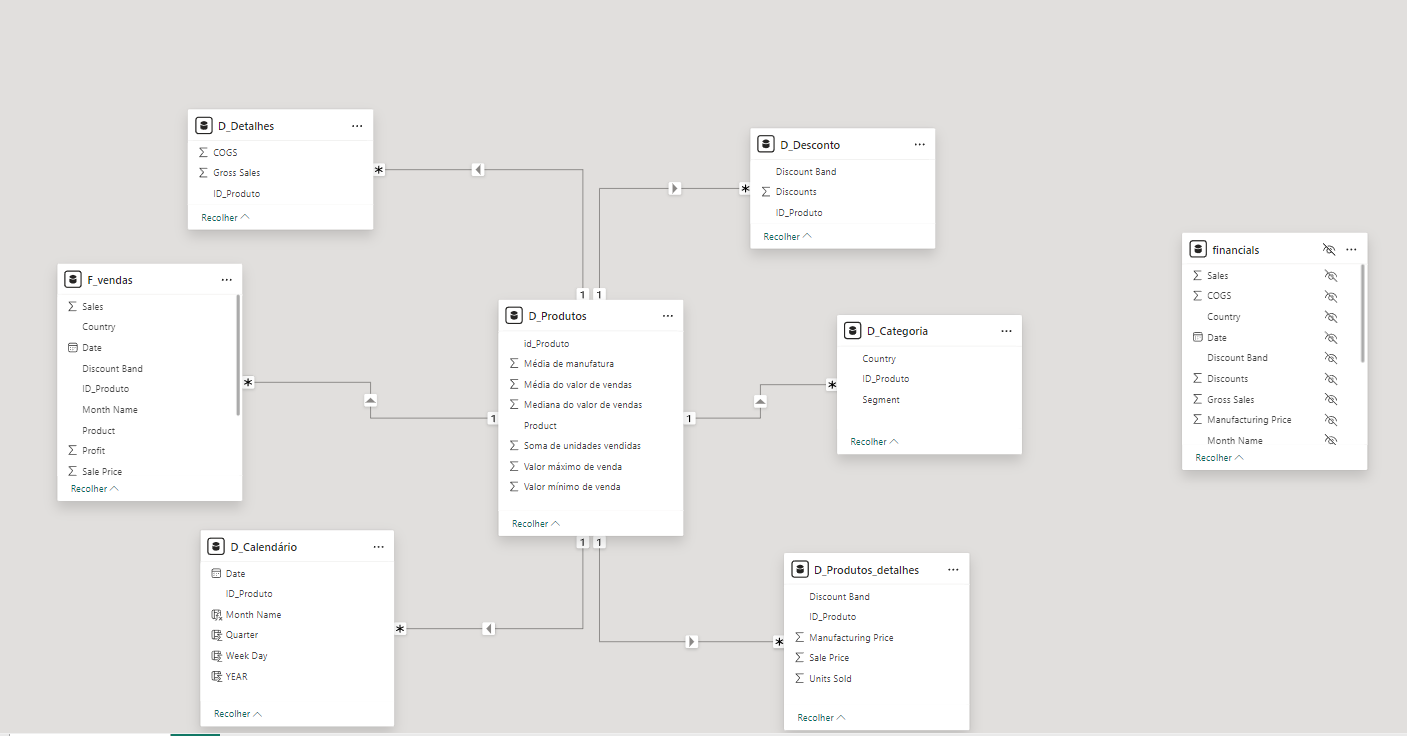 D_Detalhes
COGS
Gross Sales
ID_Produto
Recolher
D_Desconto
Discount Band
Discounts
ID_Produto
Recolher
financials
Sales
COGS
Country
Date
Discount Band
Discounts
Gross Sales
Manufacturing Price
Month Name
Recolher
F_vendas
Sales
Country
Date
Discount Band
ID_Produto
Month Name
Product
Profit
Sale Price
Recolher
D_Produtos
id_Produto
Média de manufatura
Média do valor de vendas
Mediana do valor de vendas
Product
Soma de unidades vendidas
Valor máximo de venda
Valor mínimo de venda
Recolher
D_Categoria
Country
ID_Produto
Segment
Recolher
D_Calendário
Date
ID_Produto
Month Name
Quarter
Week Day
YEAR
Recolher
D_Produtos_detalhes
Discount Band
ID_Produto
Manufacturing Price
Sale Price
Units Sold
Recolher
* 1
1 *
* 1
1 *
* 1
1 *